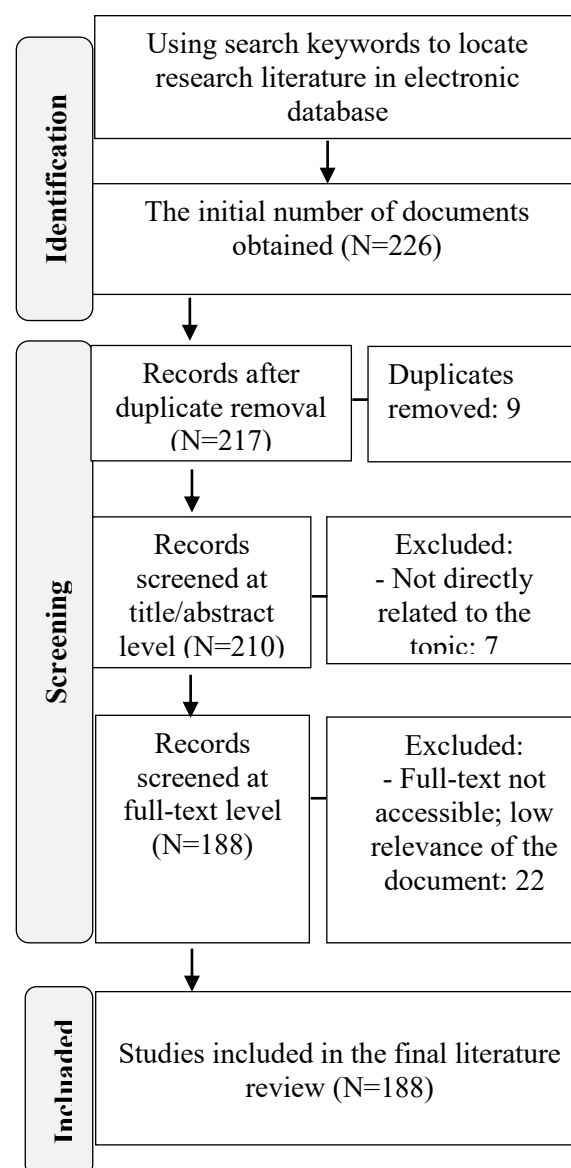 Identification
Using search keywords to locate
research literature in electronic
database
The initial number of documents
obtained (N=226)
Screening
Records after
duplicate removal
(N=217)
Duplicates
removed: 9
Records
screened at
title/abstract
level (N=210)
Excluded:
- Not directly
related to the
topic: 7
Records
screened at
full-text level
(N=188)
Excluded:
- Full-text not
accessible; low
relevance of the
document: 22
Incluaded
Studies included in the final literature
review (N=188)